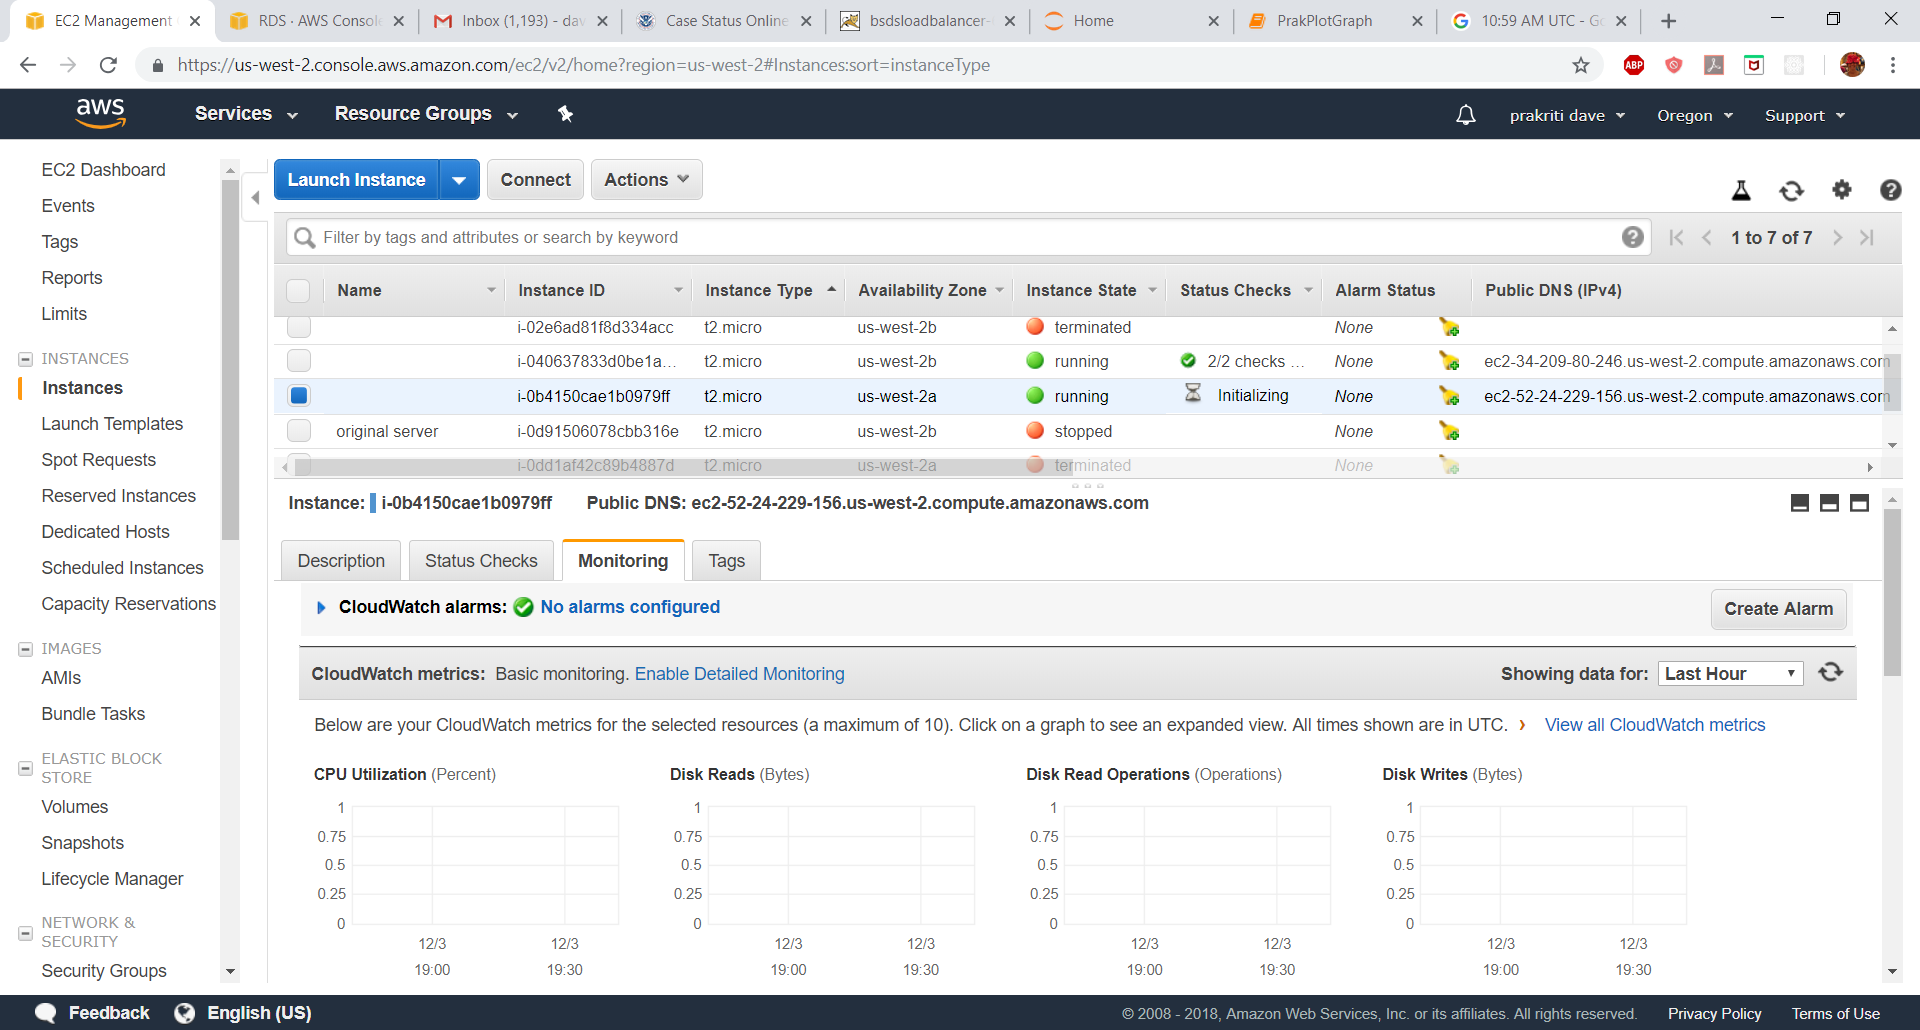 EC2 Management
RDS · AWS Console
Inbox (1,193) - dav
Case Status Online
bsdsloadbalancer-
Home
PrakPlotGraph
10:59 AM UTC - Go
https://us-west-2.console.aws.amazon.com/ec2/v2/home?region=us-west-2#Instances:sort=instanceType
ABP
aws
Services
Resource Groups
prakriti dave
Oregon
Support
EC2 Dashboard
Events
Tags
Reports
Limits
INSTANCES
Instances
Launch Templates
Spot Requests
Reserved Instances
Dedicated Hosts
Scheduled Instances
Capacity Reservations
IMAGES
AMIs
Bundle Tasks
ELASTIC BLOCK
STORE
Volumes
Snapshots
Lifecycle Manager
NETWORK &
SECURITY
Security Groups
Launch Instance
Connect
Actions
Filter by tags and attributes or search by keyword
1 to 7 of 7
Name Instance ID Instance Type Availability Zone Instance State Status Checks Alarm Status Public DNS (IPv4)
i-02e6ad81f8d334acc t2.micro us-west-2b terminated None
i-040637833d0be1a... t2.micro us-west-2b running 2/2 checks ... None ec2-34-209-80-246.us-west-2.compute.amazonaws.com
i-0b4150cae1b0979ff t2.micro us-west-2a running Initializing None ec2-52-24-229-156.us-west-2.compute.amazonaws.com
original server i-0d91506078cbb316e t2.micro us-west-2b stopped None
i-0dd1af42c89b4887d t2.micro us-west-2a terminated None
Instance: i-0b4150cae1b0979ff Public DNS: ec2-52-24-229-156.us-west-2.compute.amazonaws.com
Description
Status Checks
Monitoring
Tags
CloudWatch alarms: No alarms configured
Create Alarm
CloudWatch metrics: Basic monitoring. Enable Detailed Monitoring
Showing data for: Last Hour
Below are your CloudWatch metrics for the selected resources (a maximum of 10). Click on a graph to see an expanded view. All times shown are in UTC. › View all CloudWatch metrics
CPU Utilization (Percent)
1
0.75
0.5
0.25
0
12/3 12/3
19:00 19:30
Disk Reads (Bytes)
1
0.75
0.5
0.25
0
12/3 12/3
19:00 19:30
Disk Read Operations (Operations)
1
0.75
0.5
0.25
0
12/3 12/3
19:00 19:30
Disk Writes (Bytes)
1
0.75
0.5
0.25
0
12/3 12/3
19:00 19:30
Feedback
English (US)
© 2008 - 2018, Amazon Web Services, Inc. or its affiliates. All rights reserved.
Privacy Policy
Terms of Use